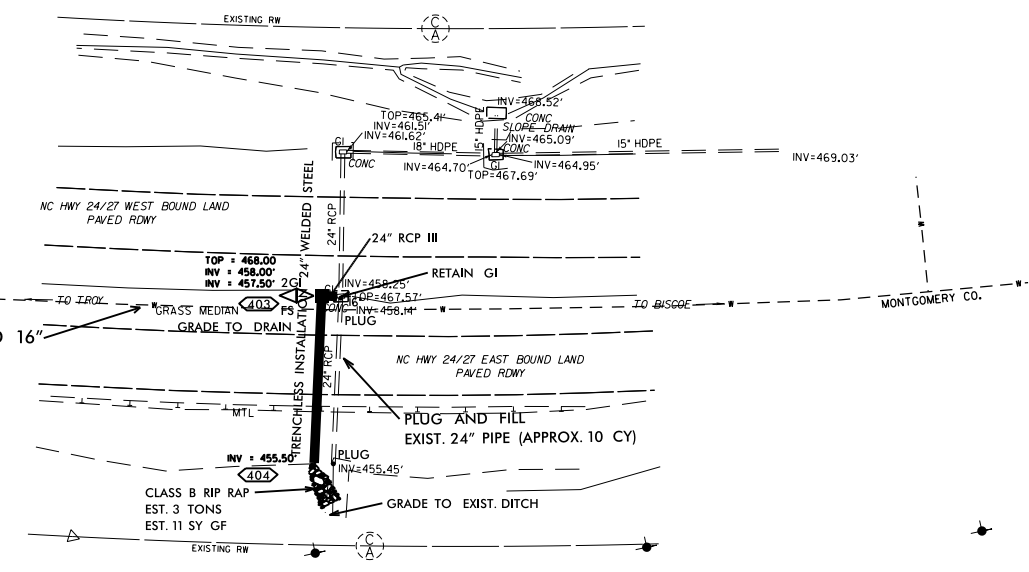 EXISTING RW
C
A
INV=468.52'
TOP=465.41'
INV=461.51'
INV=461.62'
CONC
SLOPE DRAIN
15" HDPE
INV=465.09'
GI
18" HDPE
CONC
15" HDPE
CONC
INV=464.70'
INV=464.95'
GI
TOP=467.69'
INV=469.03'
NC HWY 24/27 WEST BOUND LAND
PAVED RDWY
TRENCHLESS INSTALLATION 24" WELDED STEEL
24" RCP
24" RCP III
W
TOP = 468.00
INV = 458.00'
INV = 457.50'
2GI
RETAIN GI
GI
INV=458.25'
TOP=467.57'
16
TO TROY
W
GRASS MEDIAN
403
FS
CONC
INV=458.14'
W
TO BISCOE
W
MONTGOMERY CO.
W
16"
GRADE TO DRAIN
PLUG
24" RCP
NC HWY 24/27 EAST BOUND LAND
PAVED RDWY
MTL
PLUG AND FILL
EXIST. 24" PIPE (APPROX. 10 CY)
INV = 455.50'
PLUG
INV=455.45'
404
CLASS B RIP RAP
EST. 3 TONS
EST. 11 SY GF
GRADE TO EXIST. DITCH
EXISTING RW
C
A